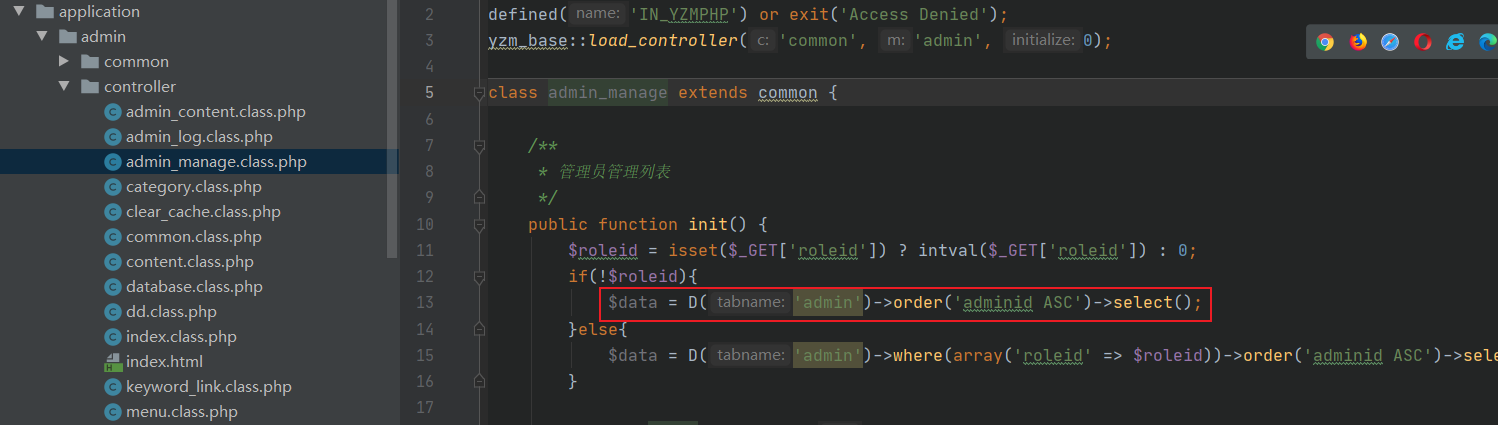 application
admin
common
controller
admin_content.class.php
admin_log.class.php
admin_manage.class.php
category.class.php
clear_cache.class.php
common.class.php
content.class.php
database.class.php
dd.class.php
index.class.php
index.html
keyword_link.class.php
menu.class.php
2 defined( name: 'IN_YZMPHP') or exit('Access Denied');
3 yzm_base::load_controller( c: 'common', m: 'admin', initialize: 0);
4
5 class admin_manage extends common {
6
7 /**
8 * 管理员管理列表
9 */
10 public function init() {
11 $roleid = isset($_GET['roleid']) ? intval($_GET['roleid']) : 0;
12 if(!$roleid){
13 $data = D( tabname: 'admin')->order('adminid ASC')->select();
14 }else{
15 $data = D( tabname: 'admin')->where(array('roleid' => $roleid))->order('adminid ASC')->sele
16 }
17